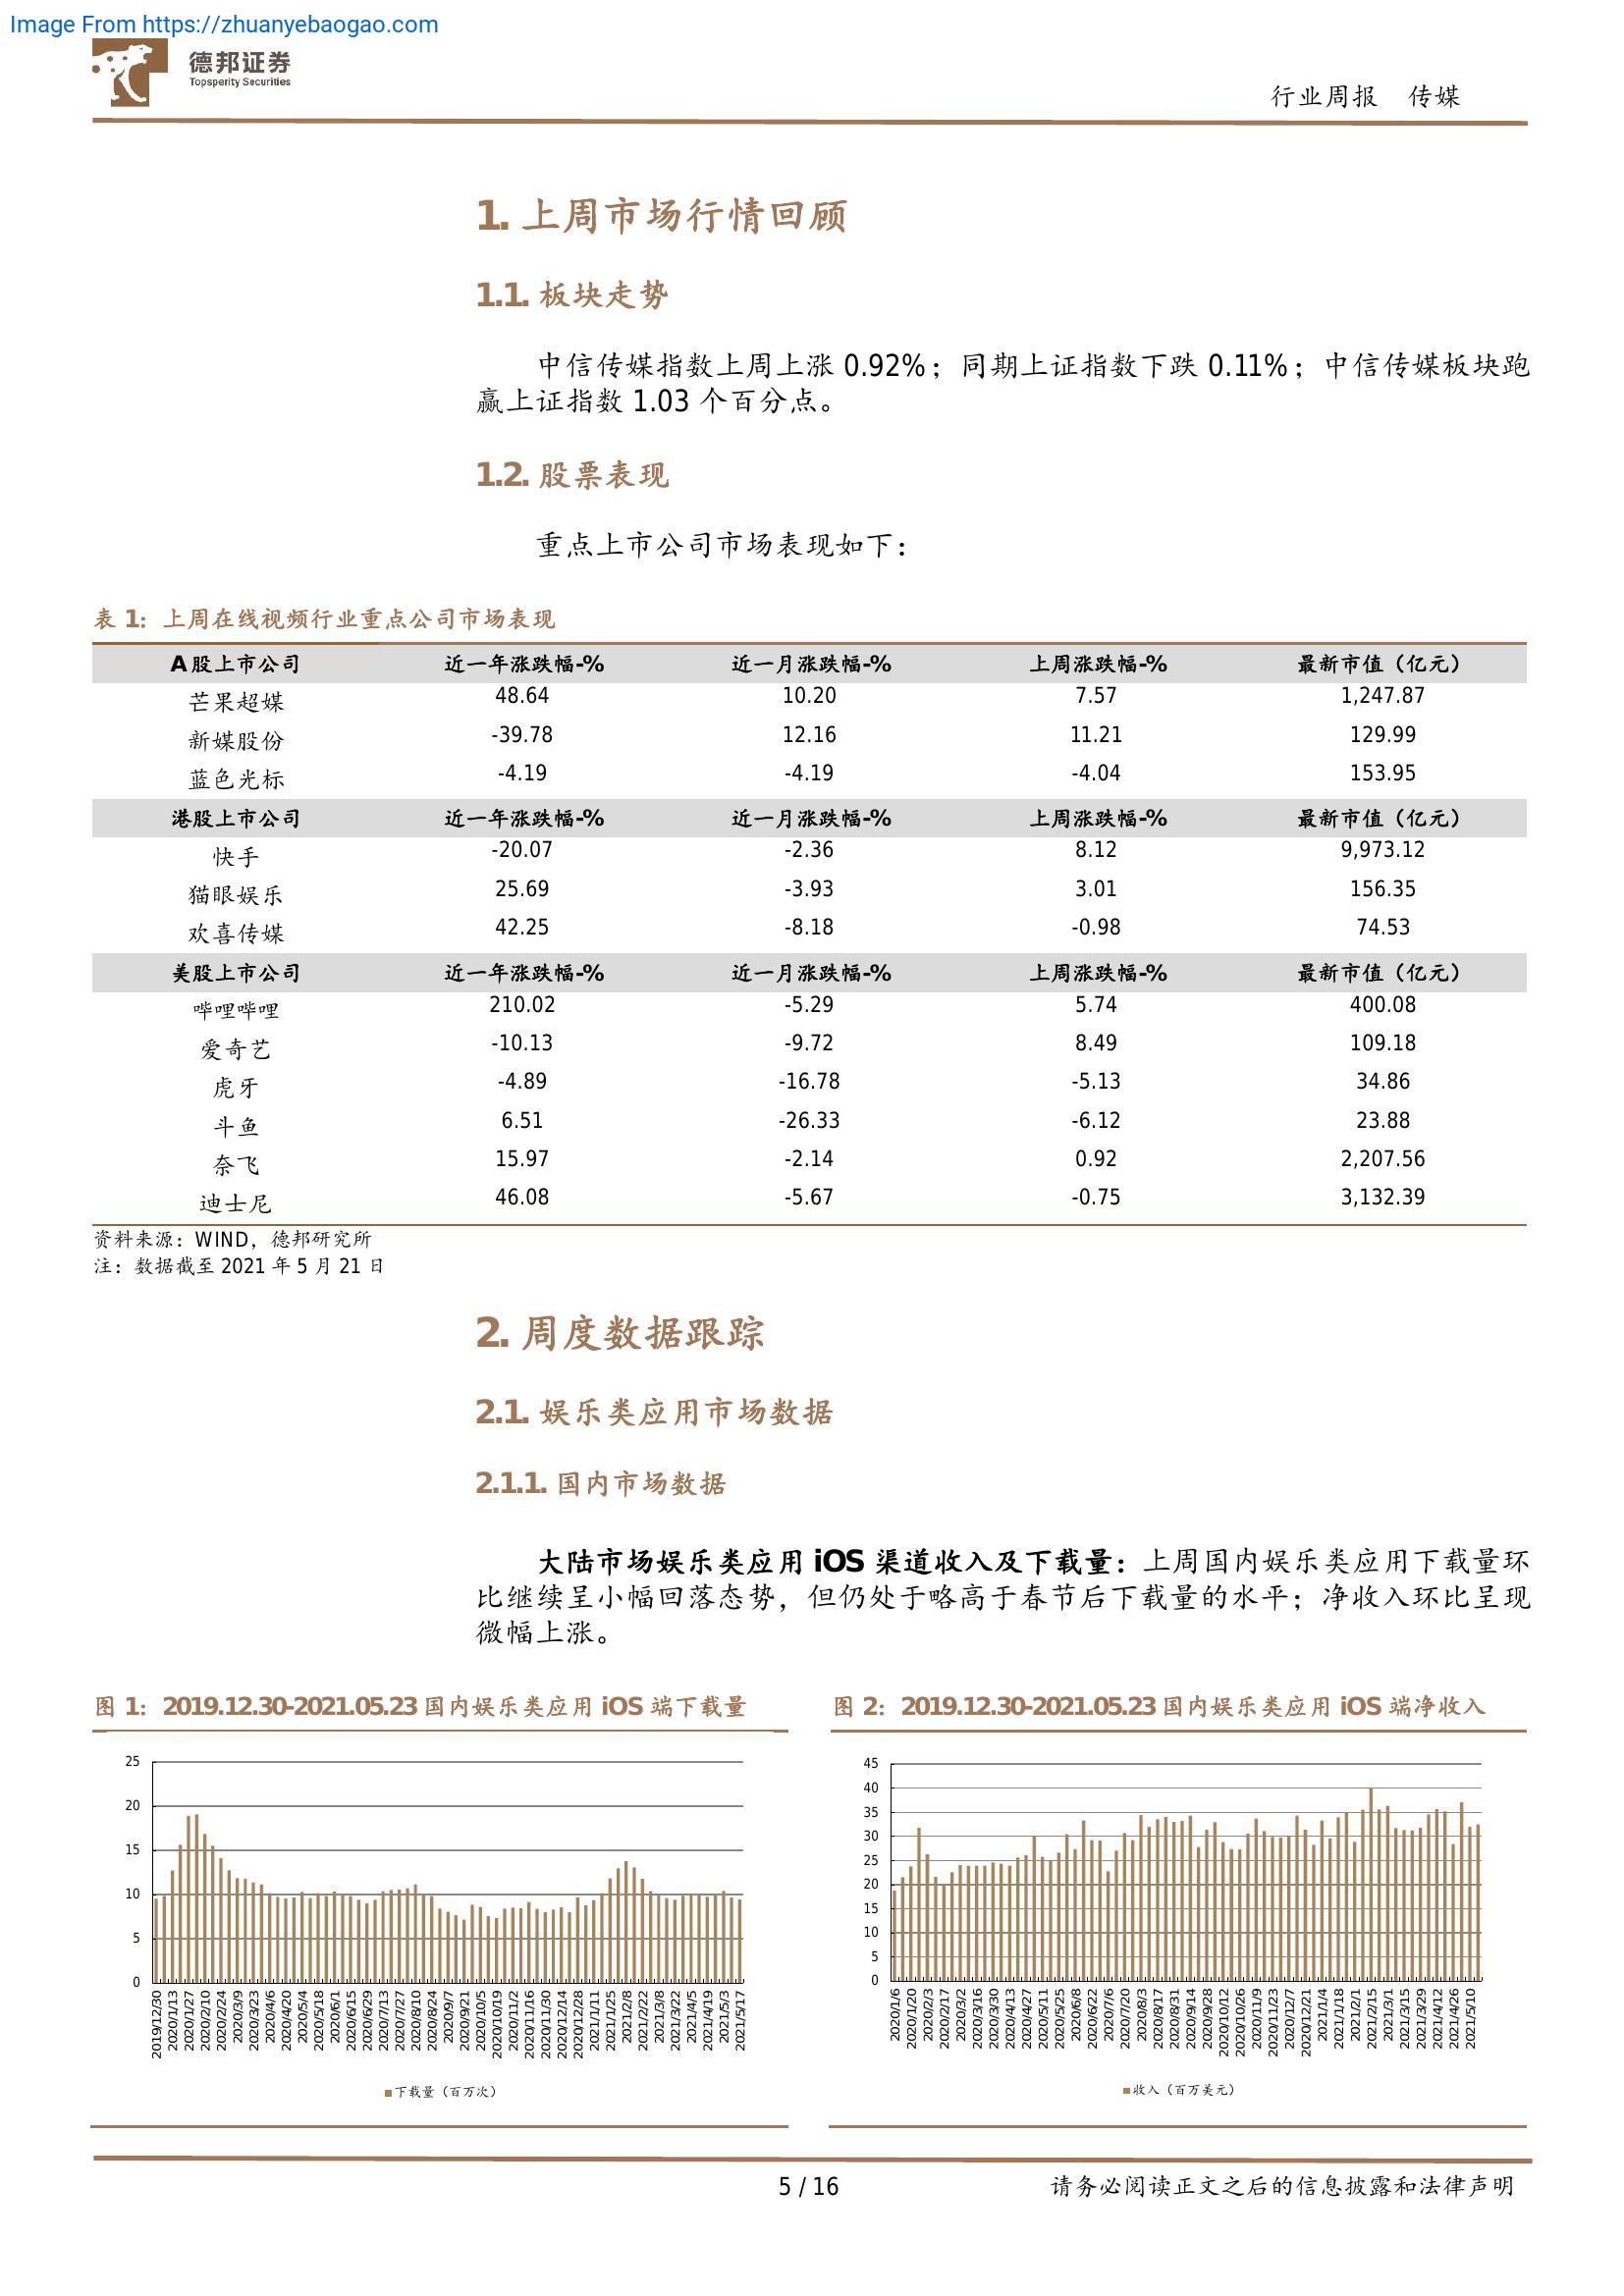 Image From https://zhuanyebaogao.com
德邦证券
Topsperity Securities
行业周报 传媒
1. 上周市场行情回顾
1.1. 板块走势
中信传媒指数上周上涨 0.92%；同期上证指数下跌 0.11%；中信传媒板块跑
赢上证指数 1.03 个百分点。
1.2. 股票表现
重点上市公司市场表现如下：
表 1：上周在线视频行业重点公司市场表现
A 股上市公司 近一年涨跌幅-% 近一月涨跌幅-% 上周涨跌幅-% 最新市值（亿元）
芒果超媒 48.64 10.20 7.57 1,247.87
新媒股份 -39.78 12.16 11.21 129.99
蓝色光标 -4.19 -4.19 -4.04 153.95
港股上市公司 近一年涨跌幅-% 近一月涨跌幅-% 上周涨跌幅-% 最新市值（亿元）
快手 -20.07 -2.36 8.12 9,973.12
猫眼娱乐 25.69 -3.93 3.01 156.35
欢喜传媒 42.25 -8.18 -0.98 74.53
美股上市公司 近一年涨跌幅-% 近一月涨跌幅-% 上周涨跌幅-% 最新市值（亿元）
哔哩哔哩 210.02 -5.29 5.74 400.08
爱奇艺 -10.13 -9.72 8.49 109.18
虎牙 -4.89 -16.78 -5.13 34.86
斗鱼 6.51 -26.33 -6.12 23.88
奈飞 15.97 -2.14 0.92 2,207.56
迪士尼 46.08 -5.67 -0.75 3,132.39
资料来源：WIND，德邦研究所
注：数据截至 2021 年 5 月 21 日
2. 周度数据跟踪
2.1. 娱乐类应用市场数据
2.1.1. 国内市场数据
大陆市场娱乐类应用 iOS 渠道收入及下载量：上周国内娱乐类应用下载量环
比继续呈小幅回落态势，但仍处于略高于春节后下载量的水平；净收入环比呈现
微幅上涨。
图 1：2019.12.30-2021.05.23 国内娱乐类应用 iOS 端下载量
25
20
15
10
5
0
2019/12/30
2020/1/13
2020/1/27
2020/2/10
2020/2/24
2020/3/9
2020/3/23
2020/4/6
2020/4/20
2020/5/4
2020/5/18
2020/6/1
2020/6/15
2020/6/29
2020/7/13
2020/7/27
2020/8/10
2020/8/24
2020/9/7
2020/9/21
2020/10/5
2020/10/19
2020/11/2
2020/11/16
2020/11/30
2020/12/14
2020/12/28
2021/1/11
2021/1/25
2021/2/8
2021/2/22
2021/3/8
2021/3/22
2021/4/5
2021/4/19
2021/5/3
2021/5/17
下载量（百万次）
图 2：2019.12.30-2021.05.23 国内娱乐类应用 iOS 端净收入
45
40
35
30
25
20
15
10
5
0
2020/1/6
2020/1/20
2020/2/3
2020/2/17
2020/3/2
2020/3/16
2020/3/30
2020/4/13
2020/4/27
2020/5/11
2020/5/25
2020/6/8
2020/6/22
2020/7/6
2020/7/20
2020/8/3
2020/8/17
2020/8/31
2020/9/14
2020/9/28
2020/10/12
2020/10/26
2020/11/9
2020/11/23
2020/12/7
2020/12/21
2021/1/4
2021/1/18
2021/2/1
2021/2/15
2021/3/1
2021/3/15
2021/3/29
2021/4/12
2021/4/26
2021/5/10
收入（百万美元）
5 / 16
请务必阅读正文之后的信息披露和法律声明